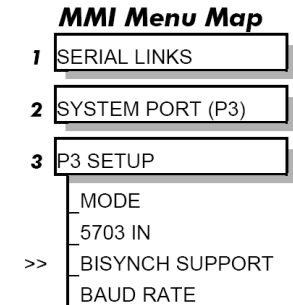 MMI Menu Map
1 SERIAL LINKS
2 SYSTEM PORT (P3)
3 P3 SETUP
MODE
5703 IN
>> BISYNCH SUPPORT
BAUD RATE